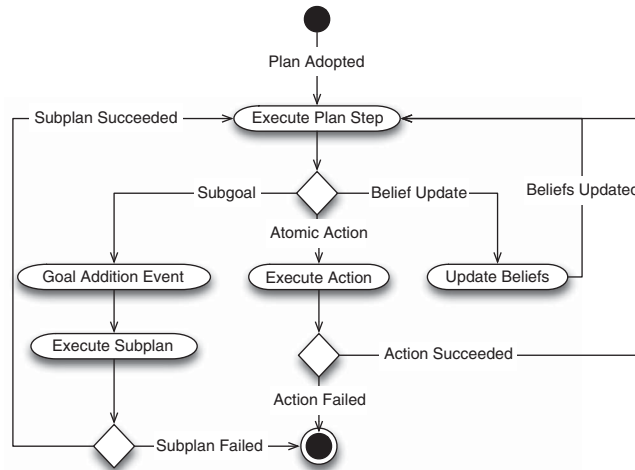 Plan Adopted
Subplan Succeeded
Execute Plan Step
Subgoal
Belief Update
Beliefs Updated
Atomic Action
Goal Addition Event
Execute Action
Update Beliefs
Execute Subplan
Action Succeeded
Action Failed
Subplan Failed